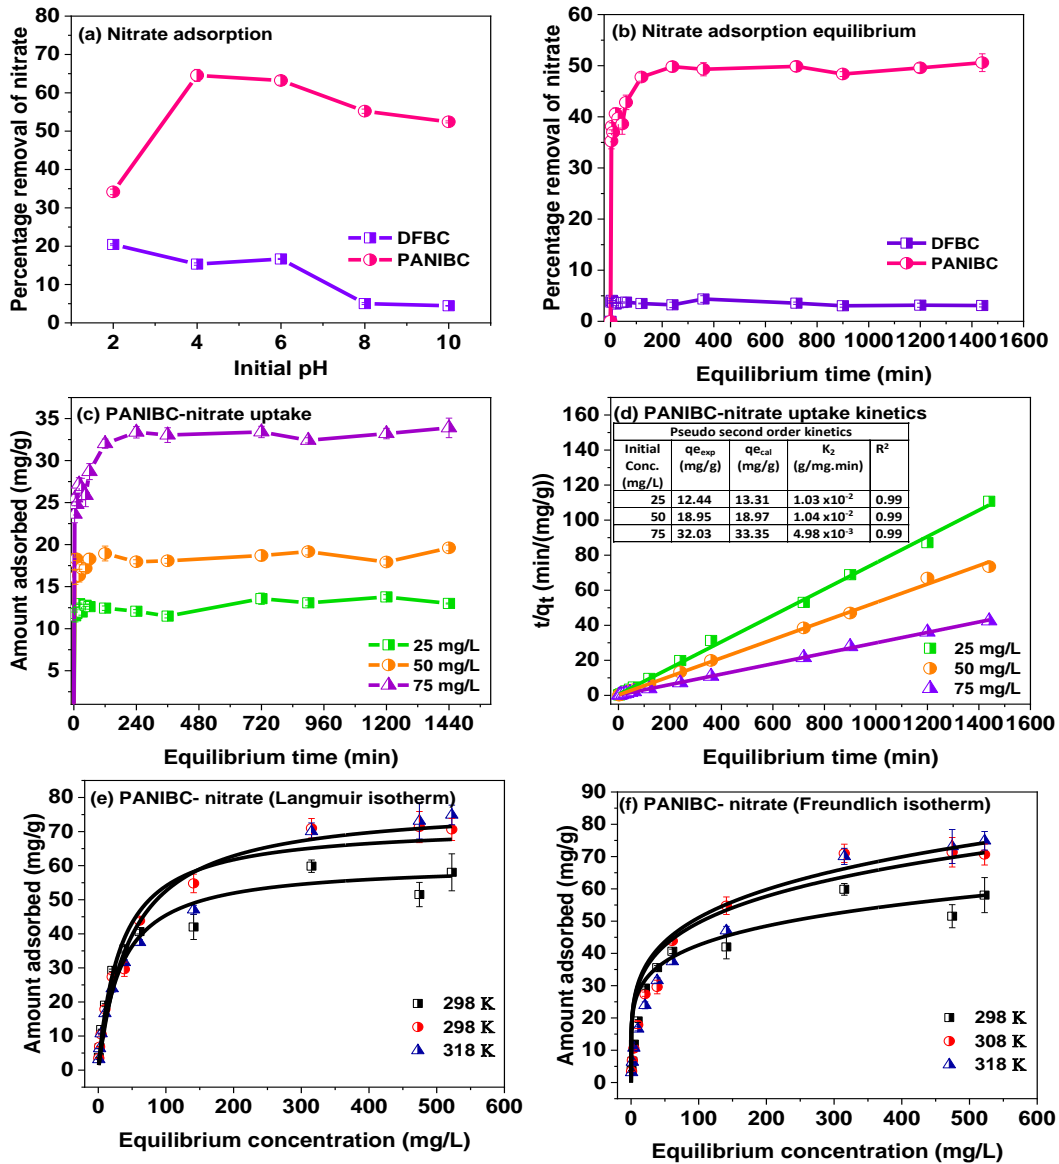 (a) Nitrate adsorption
Percentage removal of nitrate
80
70
60
50
40
30
20
10
0
DFBC
PANIBC
2 4 6 8 10
Initial pH
(b) Nitrate adsorption equilibrium
Percentage removal of nitrate
60
50
40
30
20
10
0
DFBC
PANIBC
0 200 400 600 800 1000 1200 1400 1600
Equilibrium time (min)
(c) PANIBC-nitrate uptake
Amount adsorbed (mg/g)
35
30
25
20
15
10
5
25 mg/L
50 mg/L
75 mg/L
0 240 480 720 960 1200 1440
Equilibrium time (min)
(d) PANIBC-nitrate uptake kinetics
t/qt (min/(mg/g))
160
140
120
100
80
60
40
20
0
Pseudo second order kinetics
Initial Conc. (mg/L) qeexp (mg/g) qecal (mg/g) K2 (g/mg.min) R2
25 12.44 13.31 1.03 x10-2 0.99
50 18.95 18.97 1.04 x10-2 0.99
75 32.03 33.35 4.98 x10-3 0.99
25 mg/L
50 mg/L
75 mg/L
0 200 400 600 800 1000 1200 1400 1600
Equilibrium time (min)
(e) PANIBC- nitrate (Langmuir isotherm)
Amount adsorbed (mg/g)
80
70
60
50
40
30
20
10
0
298 K
298 K
318 K
0 100 200 300 400 500 600
Equilibrium concentration (mg/L)
(f) PANIBC- nitrate (Freundlich isotherm)
Amount adsorbed (mg/g)
90
80
70
60
50
40
30
20
10
0
298 K
308 K
318 K
0 100 200 300 400 500 600
Equilibrium concentration (mg/L)